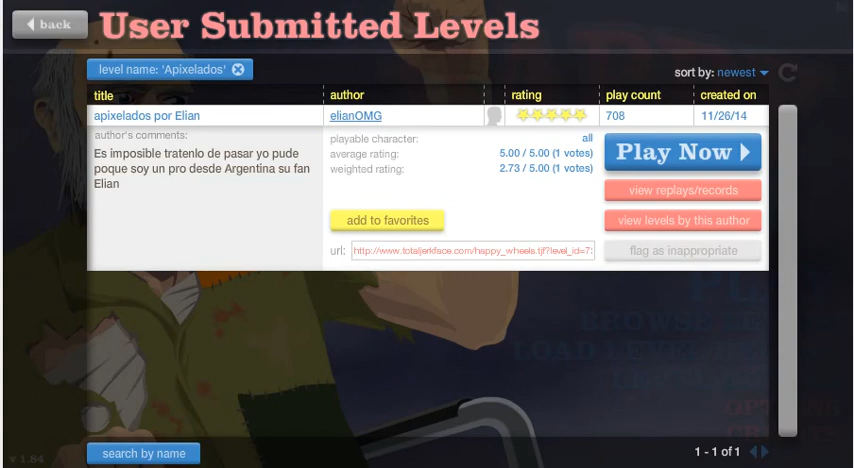 back
User Submitted Levels
level name: 'Apixelados'
sort by: newest
title author rating play count created on
apixelados por Elian elianOMG 708 11/26/14
author's comments:
Es imposible tratenlo de pasar yo pude
poque soy un pro desde Argentina su fan
Elian
playable character: all
average rating: 5.00 / 5.00 (1 votes)
weighted rating: 2.73 / 5.00 (1 votes)
add to favorites
url: http://www.totaljerkface.com/happy_wheels.tjf?level_id=7
Play Now
view replays/records
view levels by this author
flag as inappropriate
BROWSE
LOAD LEVEL
OPTIONS
v 1.84
search by name
1 - 1 of 1